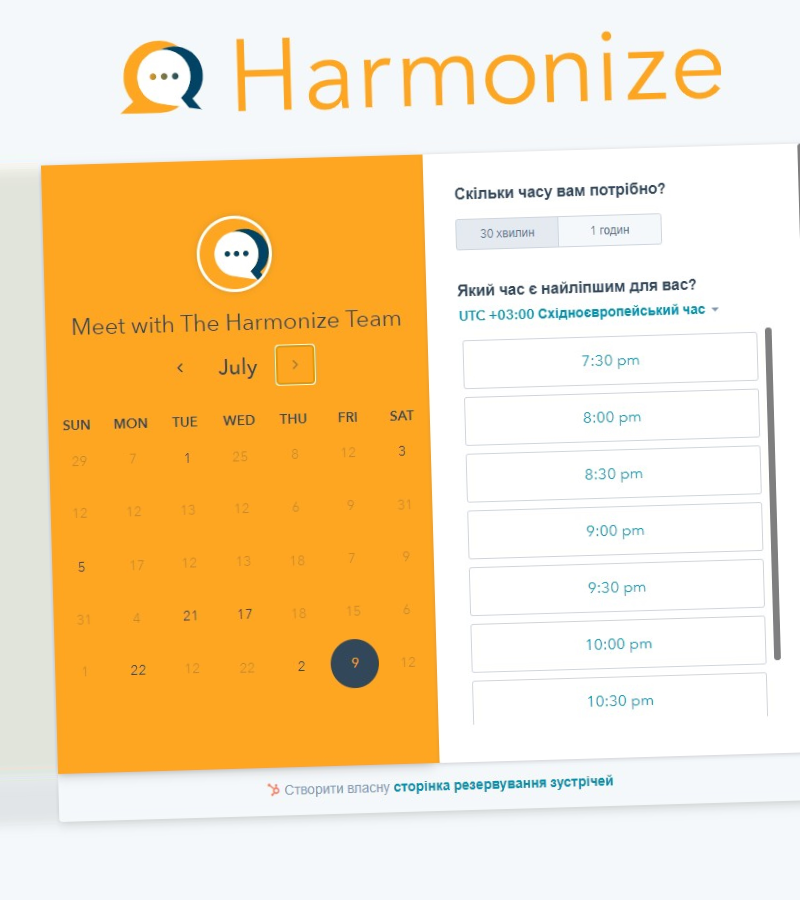 Harmonize
Meet with The Harmonize Team
July
SUN MON TUE WED THU FRI SAT
29 7 1 25 8 12 3
12 12 13 12 6 9 31
5 17 12 13 18 7 9
31 4 21 17 18 15 6
1 22 12 22 2 9 12
Скільки часу вам потрібно?
30 хвилин 1 годин
Який час є найліпшим для вас?
UTC +03:00 Східноєвропейський час
7:30 pm
8:00 pm
8:30 pm
9:00 pm
9:30 pm
10:00 pm
10:30 pm
Створити власну сторінка резервування зустрічей